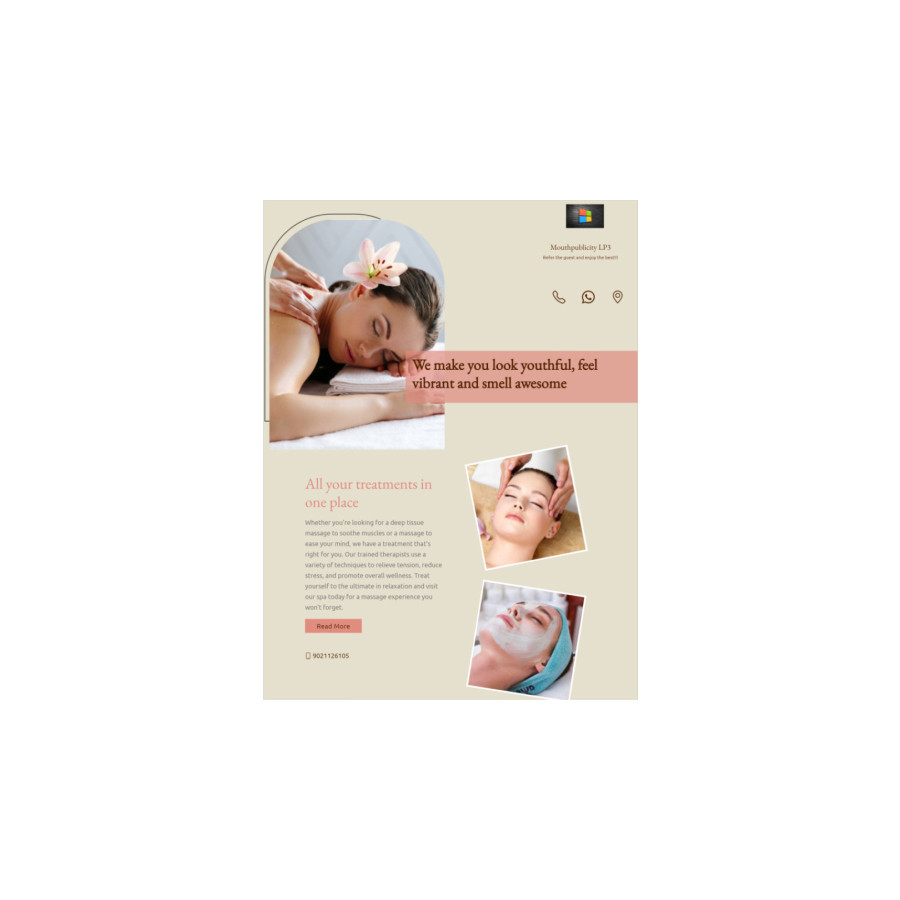 Mouthpublicity LP3
Refer the guest and enjoy the best!!!
We make you look youthful, feel
vibrant and smell awesome
All your treatments in
one place
Whether you're looking for a deep tissue
massage to soothe muscles or a massage to
ease your mind, we have a treatment that's
right for you. Our trained therapists use a
variety of techniques to relieve tension, reduce
stress, and promote overall wellness. Treat
yourself to the ultimate in relaxation and visit
our spa today for a massage experience you
won't forget.
Read More
9021126105